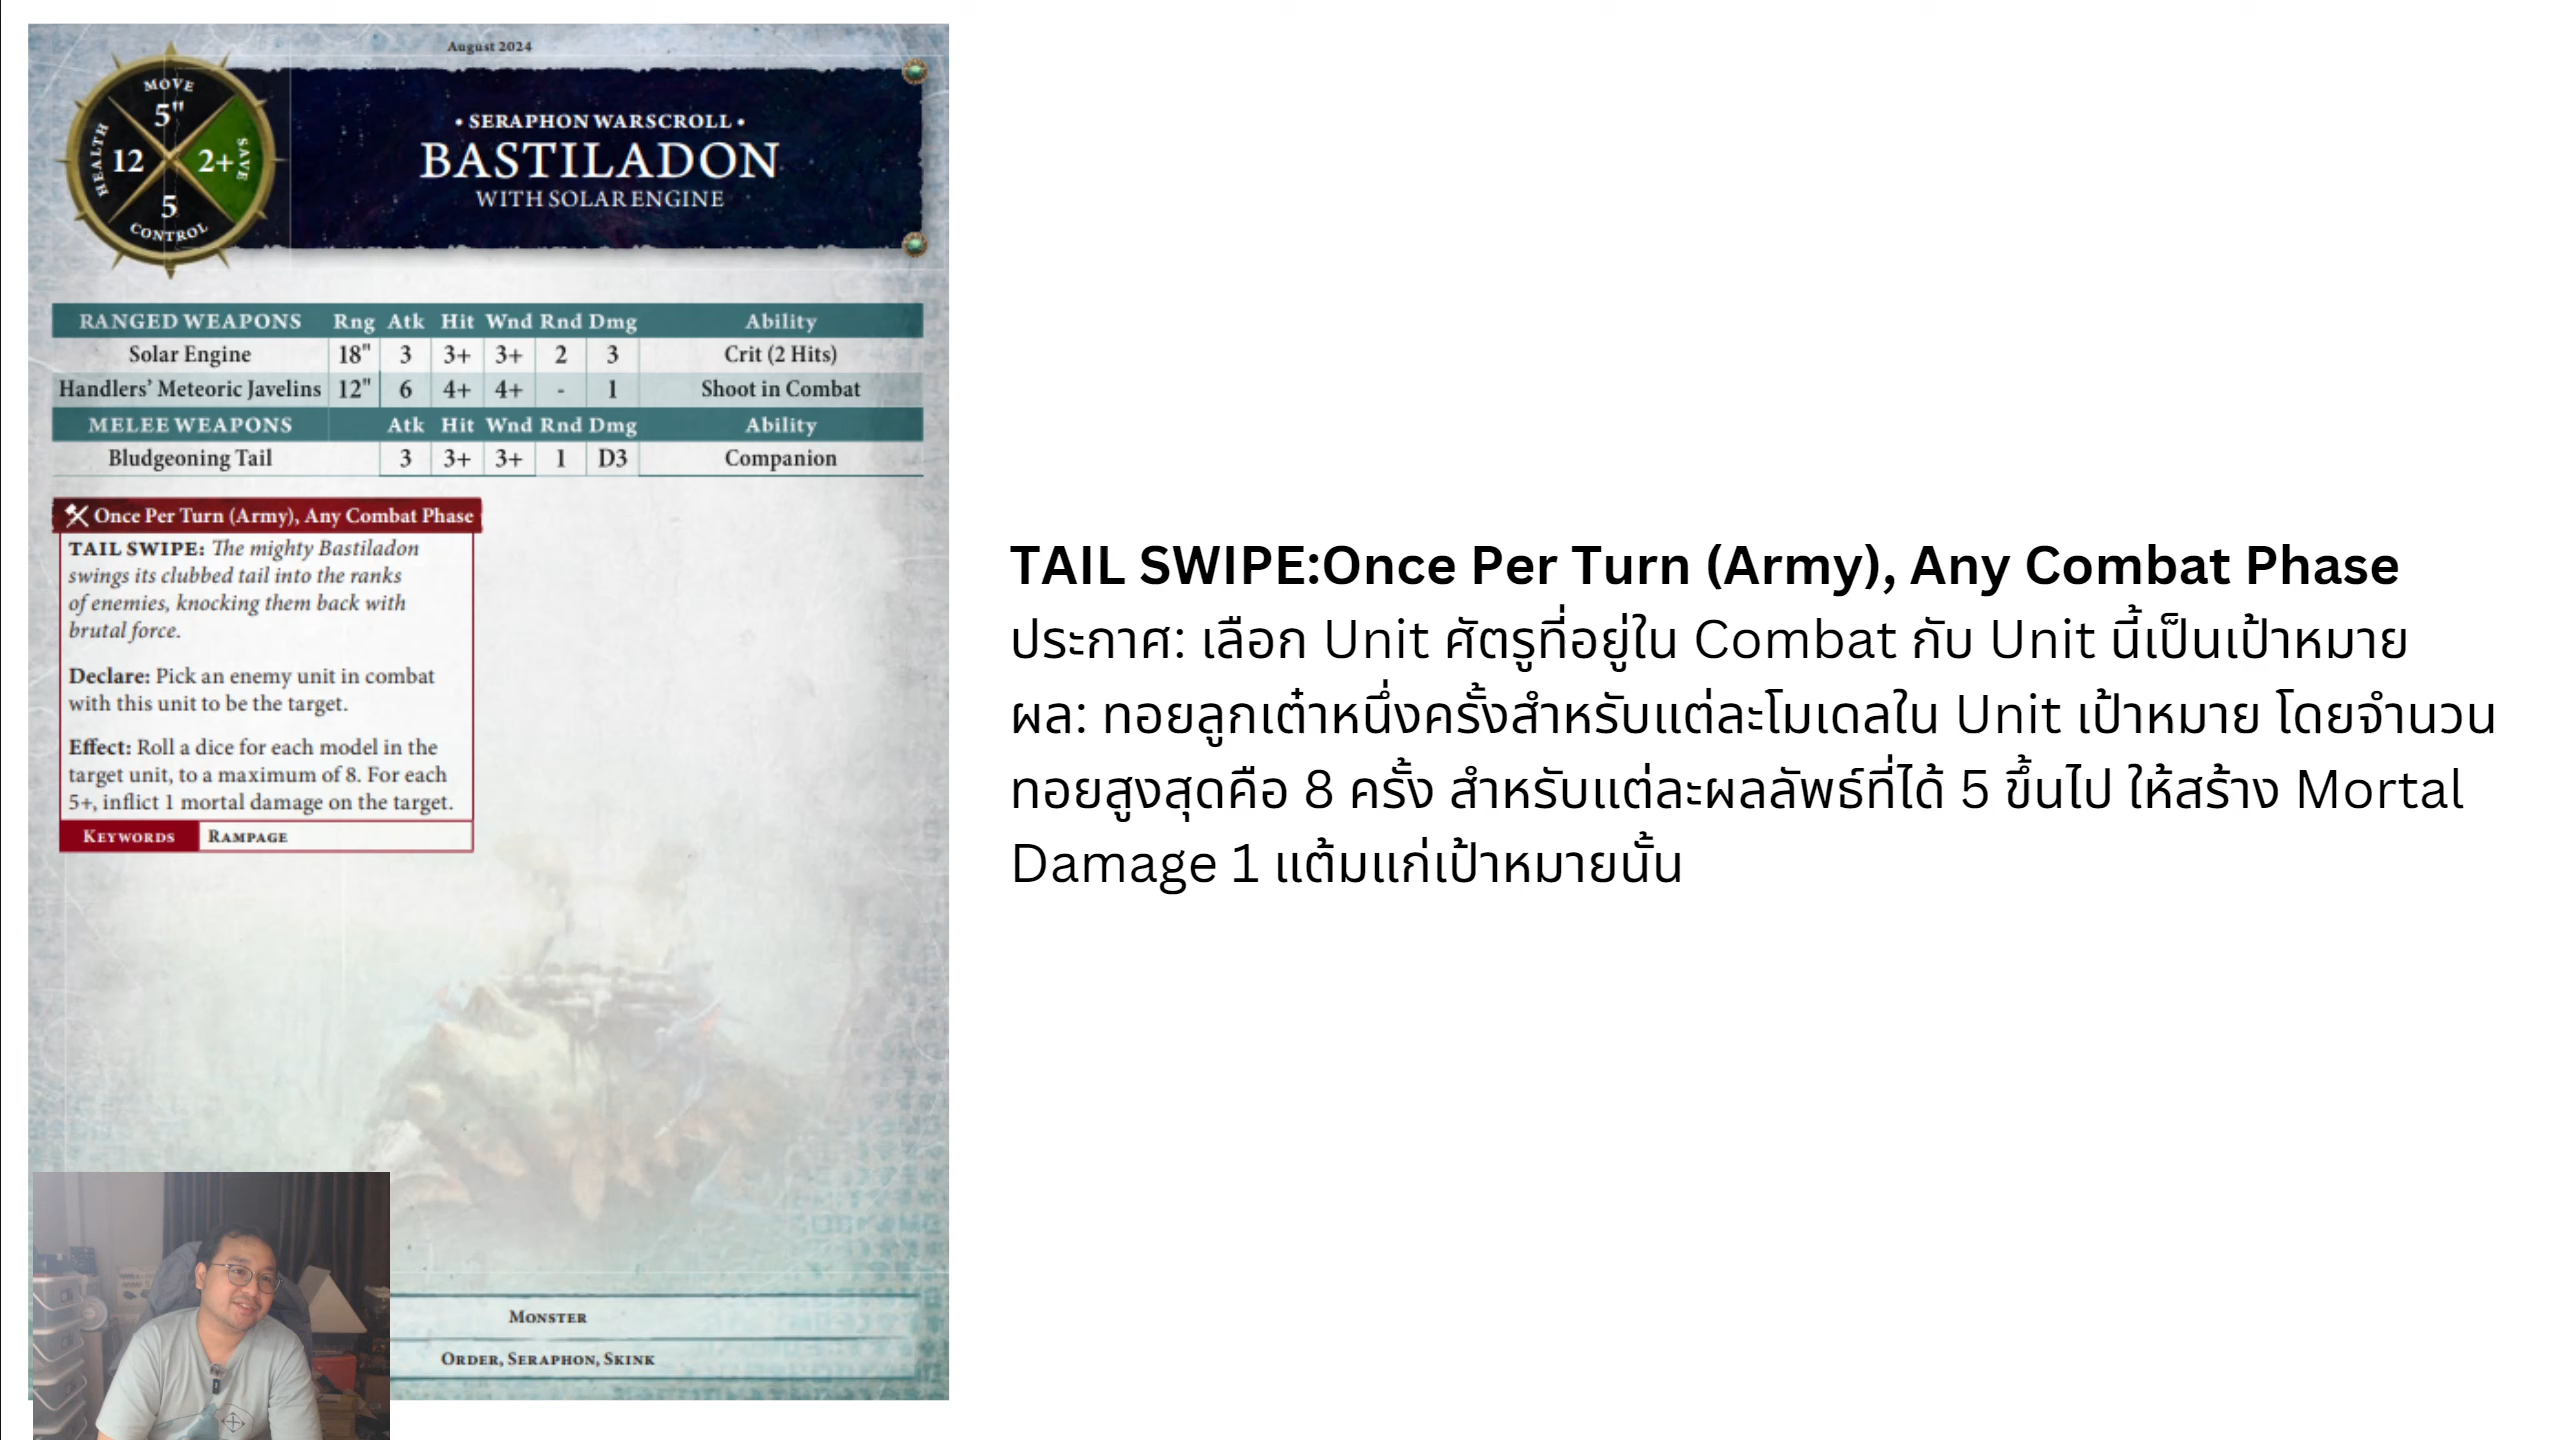 August 2024
MOVE
5"
HEALTH
12
2+
SAVE
5
CONTROL
• SERAPHON WARSCROLL •
BASTILADON
WITH SOLAR ENGINE
RANGED WEAPONS Rng Atk Hit Wnd Rnd Dmg Ability
Solar Engine 18" 3 3+ 3+ 2 3 Crit (2 Hits)
Handlers’ Meteoric Javelins 12" 6 4+ 4+ - 1 Shoot in Combat
MELEE WEAPONS Atk Hit Wnd Rnd Dmg Ability
Bludgeoning Tail 3 3+ 3+ 1 D3 Companion
Once Per Turn (Army), Any Combat Phase
TAIL SWIPE: The mighty Bastiladon
swings its clubbed tail into the ranks
of enemies, knocking them back with
brutal force.
Declare: Pick an enemy unit in combat
with this unit to be the target.
Effect: Roll a dice for each model in the
target unit, to a maximum of 8. For each
5+, inflict 1 mortal damage on the target.
KEYWORDS RAMPAGE
MONSTER
ORDER, SERAPHON, SKINK
TAIL SWIPE:Once Per Turn (Army), Any Combat Phase
ประกาศ: เลือก Unit ศัตรูที่อยู่ใน Combat กับ Unit นี้เป็นเป้าหมาย
ผล: ทอยลูกเต๋าหนึ่งครั้งสำหรับแต่ละโมเดลใน Unit เป้าหมาย โดยจำนวน
ทอยสูงสุดคือ 8 ครั้ง สำหรับแต่ละผลลัพธ์ที่ได้ 5 ขึ้นไป ให้สร้าง Mortal
Damage 1 แต้มแก่เป้าหมายนั้น